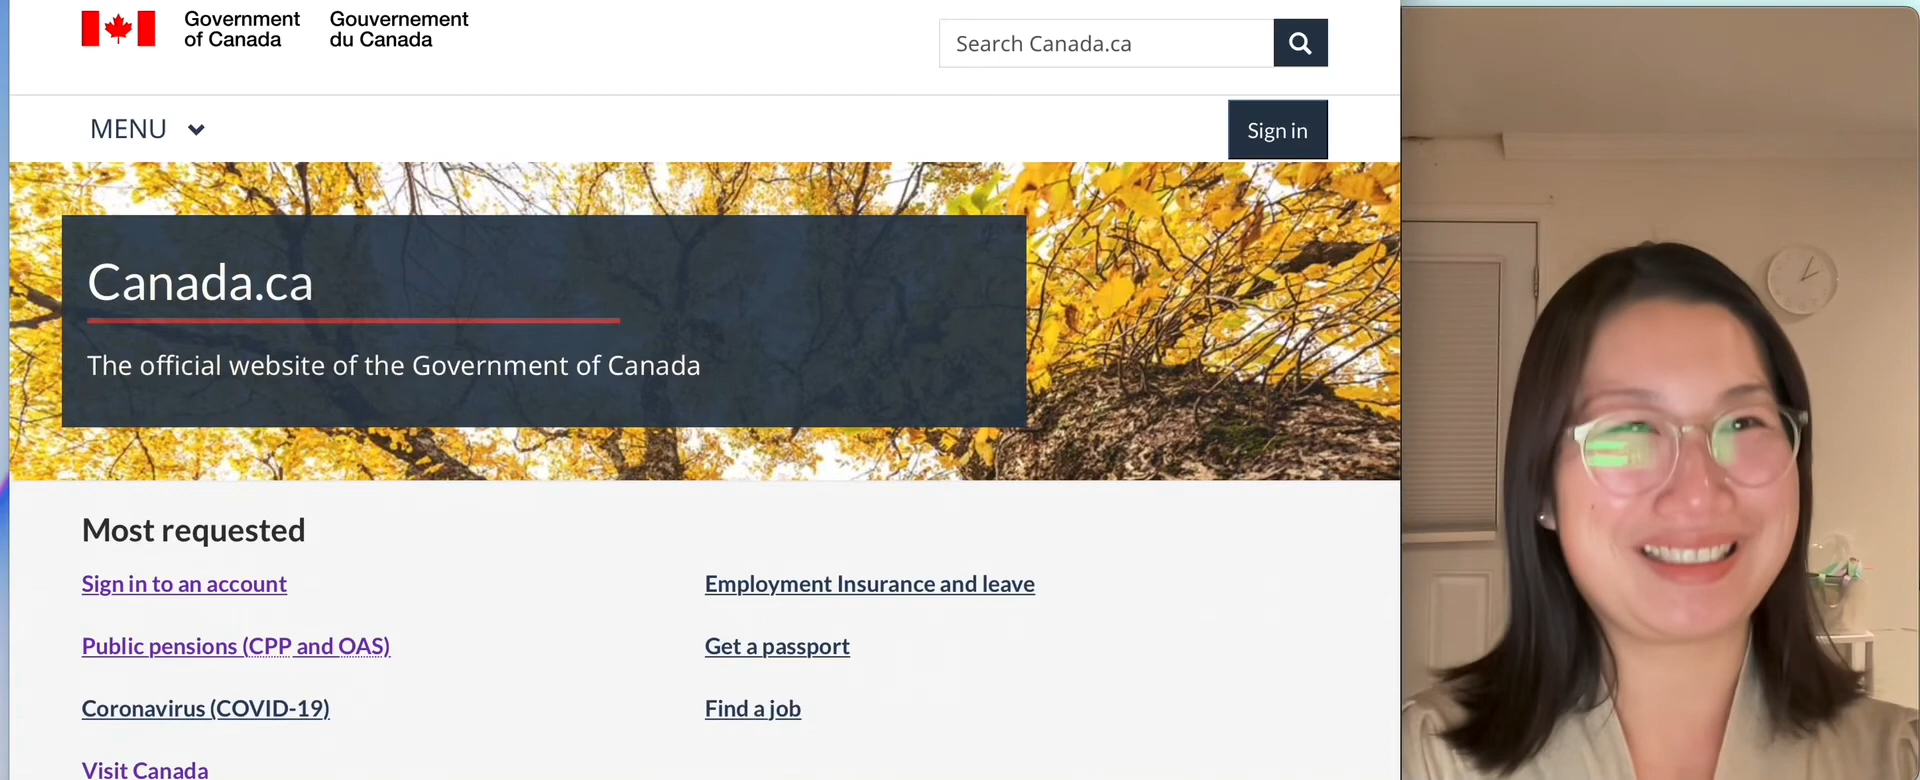 Government
of Canada
Gouvernement
du Canada
Search Canada.ca
MENU
Sign in
Canada.ca
The official website of the Government of Canada
Most requested
Sign in to an account
Employment Insurance and leave
Public pensions (CPP and OAS)
Get a passport
Coronavirus (COVID-19)
Find a job
Visit Canada